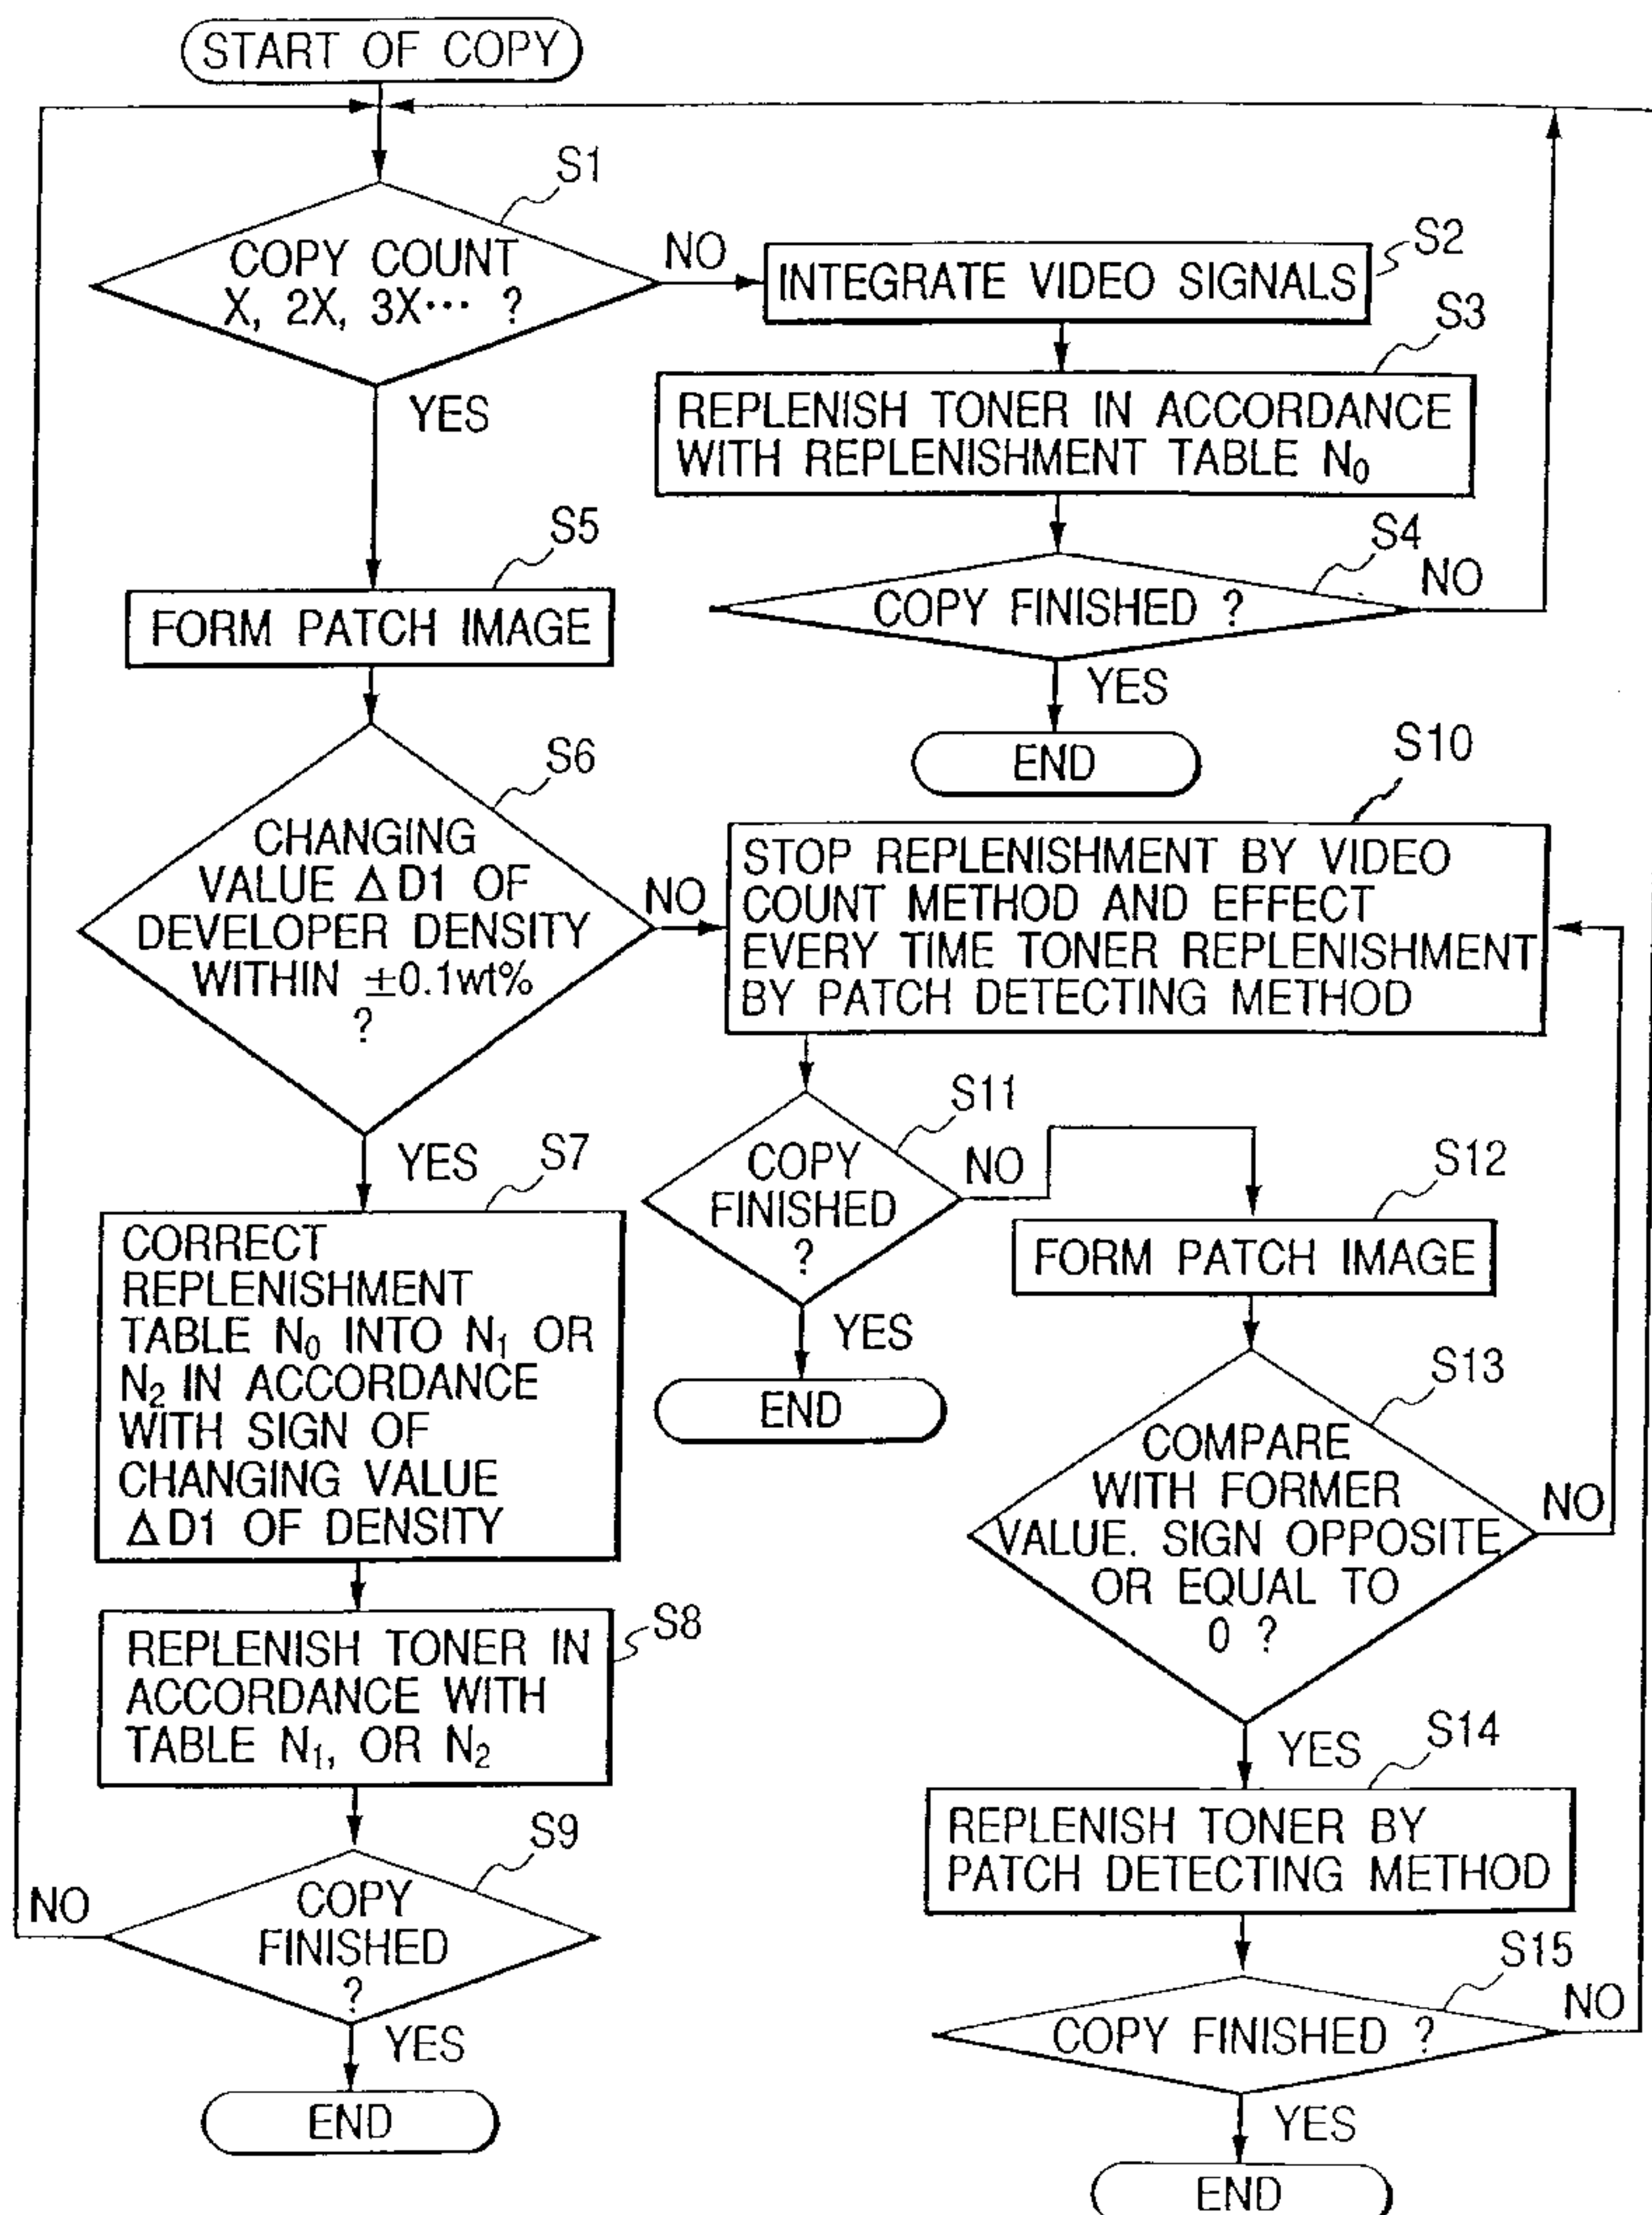 START OF COPY
S1
COPY COUNT
X, 2X, 3X··· ?
NO
YES
S2
INTEGRATE VIDEO SIGNALS
S3
REPLENISH TONER IN ACCORDANCE
WITH REPLENISHMENT TABLE N₀
S4
COPY FINISHED ?
NO
YES
END
S5
FORM PATCH IMAGE
S6
CHANGING
VALUE ΔD1 OF
DEVELOPER DENSITY
WITHIN ±0.1wt%
?
NO
YES
S7
CORRECT
REPLENISHMENT
TABLE N₀ INTO N₁ OR
N₂ IN ACCORDANCE
WITH SIGN OF
CHANGING VALUE
ΔD1 OF DENSITY
S8
REPLENISH TONER IN
ACCORDANCE WITH
TABLE N₁, OR N₂
S9
COPY
FINISHED
?
NO
YES
END
S10
STOP REPLENISHMENT BY VIDEO
COUNT METHOD AND EFFECT
EVERY TIME TONER REPLENISHMENT
BY PATCH DETECTING METHOD
S11
COPY
FINISHED
?
NO
YES
END
S12
FORM PATCH IMAGE
S13
COMPARE
WITH FORMER
VALUE. SIGN OPPOSITE
OR EQUAL TO
0 ?
NO
YES
S14
REPLENISH TONER BY
PATCH DETECTING METHOD
S15
COPY FINISHED ?
NO
YES
END